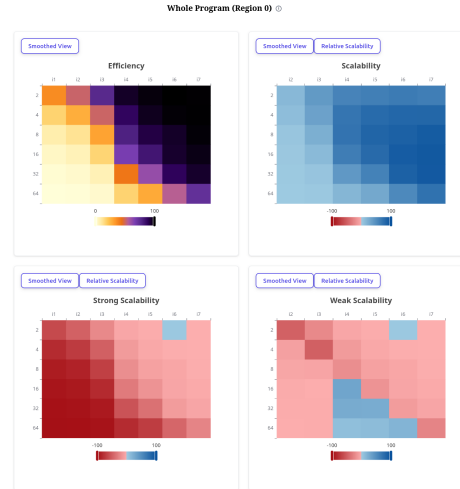 Whole Program (Region 0)
Smoothed View
Efficiency
i1 i2 i3 i4 i5 i6 i7
2
4
8
16
32
64
0 100
Smoothed View Relative Scalability
Scalability
i2 i3 i4 i5 i6 i7
2
4
8
16
32
64
-100 100
Smoothed View Relative Scalability
Strong Scalability
i1 i2 i3 i4 i5 i6 i7
2
4
8
16
32
64
-100 100
Smoothed View Relative Scalability
Weak Scalability
i2 i3 i4 i5 i6 i7
2
4
8
16
32
64
-100 100